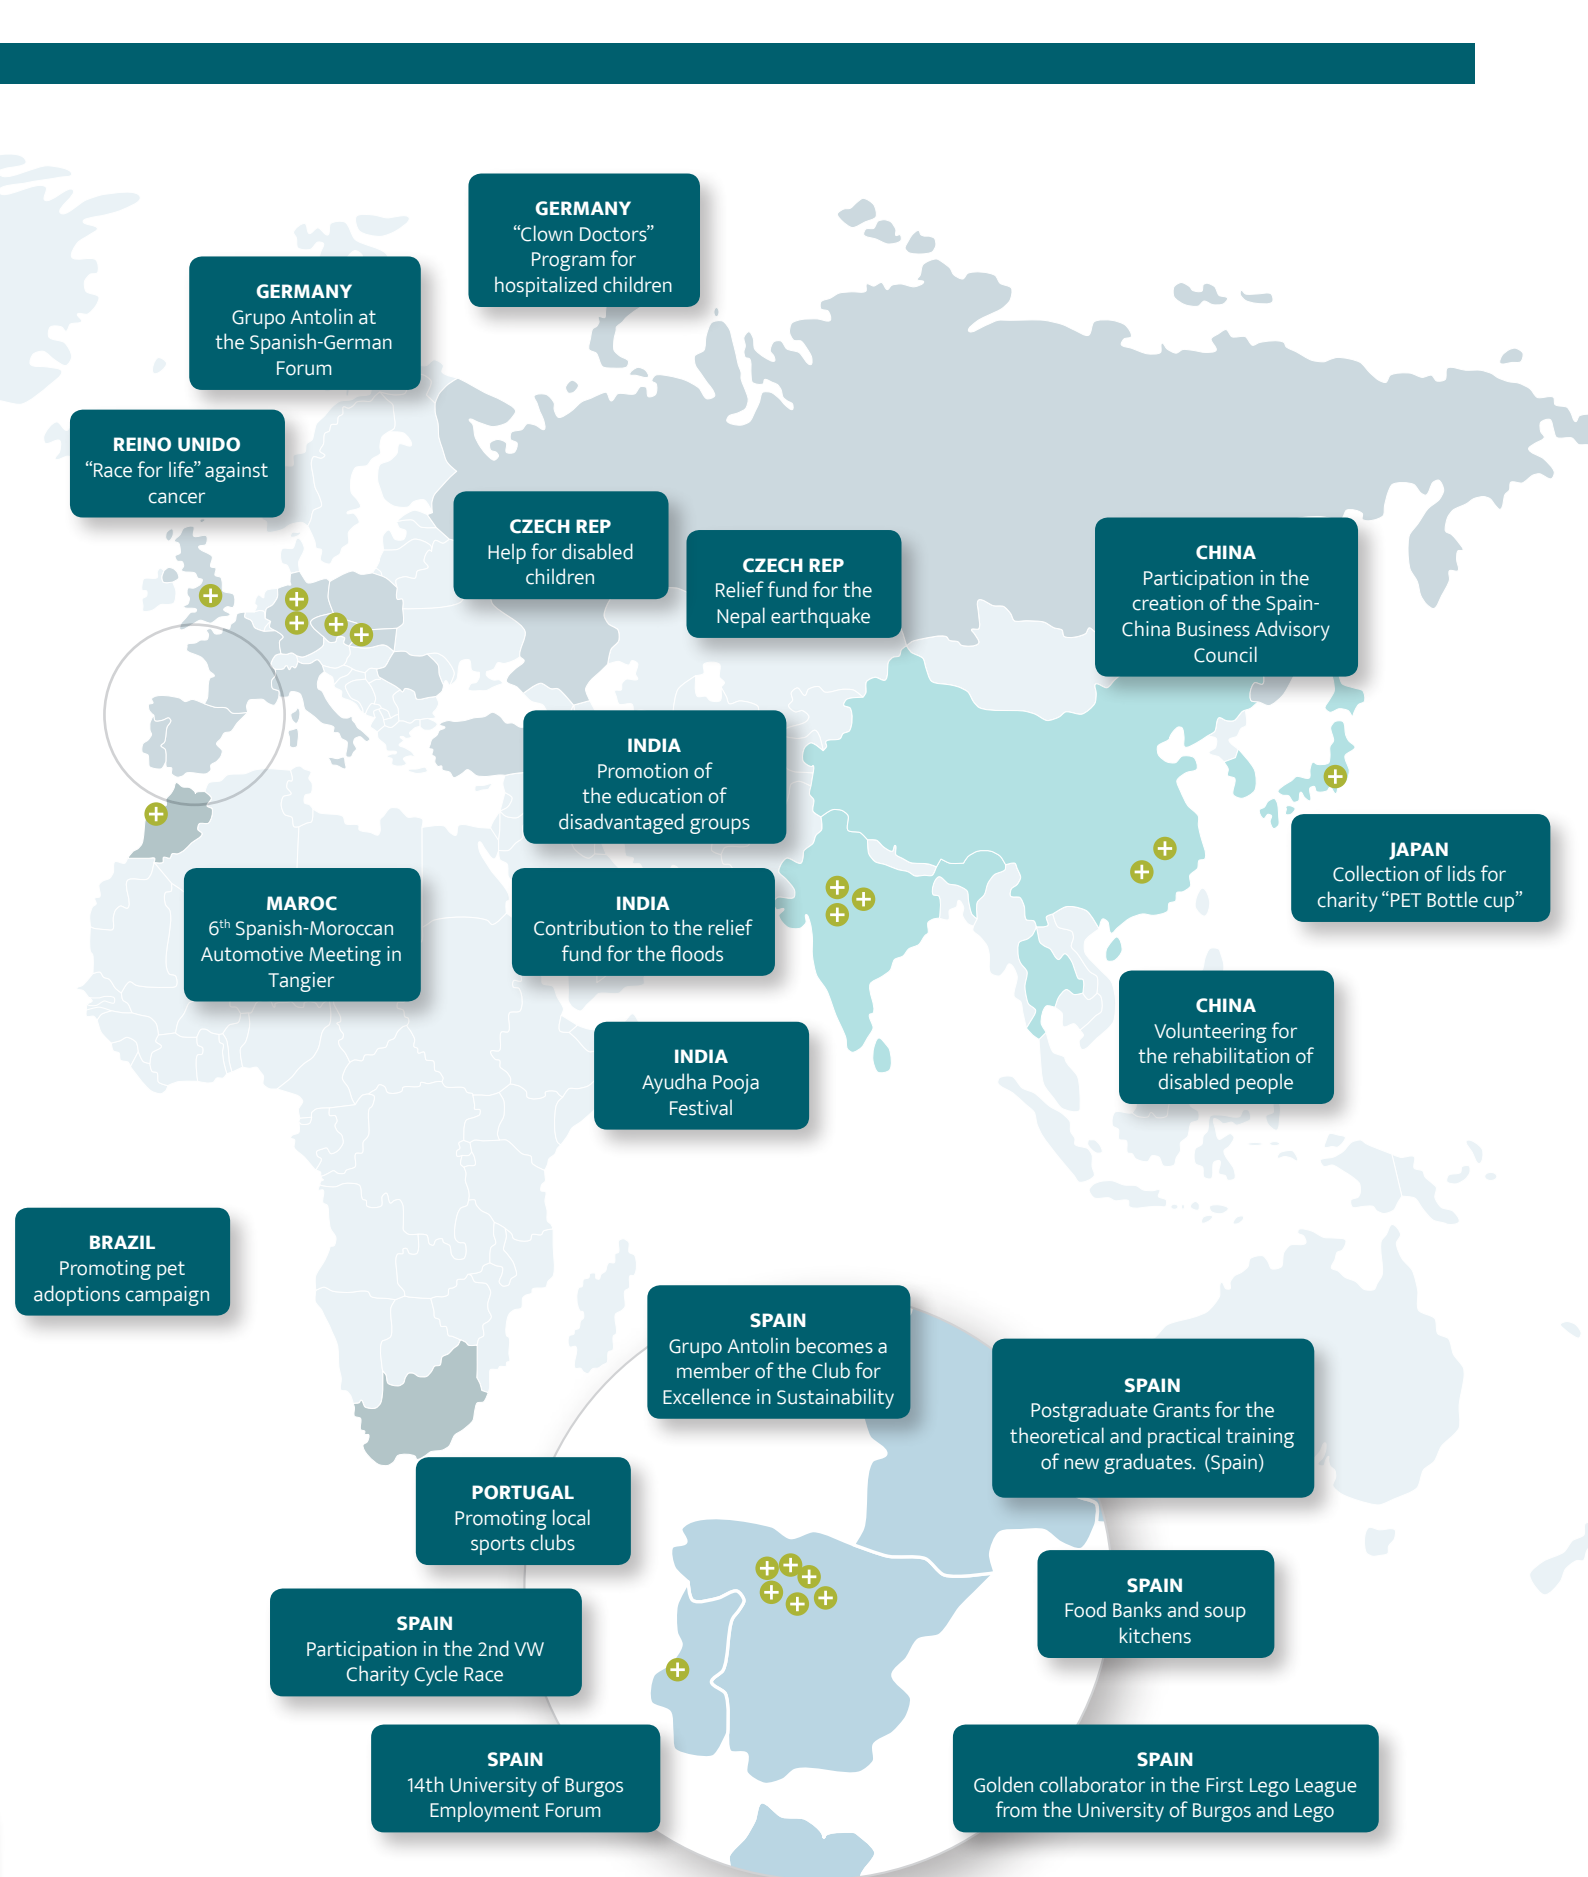 GERMANY
“Clown Doctors”
Program for
hospitalized children
GERMANY
Grupo Antolin at
the Spanish-German
Forum
REINO UNIDO
“Race for life” against
cancer
CZECH REP
Help for disabled
children
CZECH REP
Relief fund for the
Nepal earthquake
CHINA
Participation in the
creation of the Spain-
China Business Advisory
Council
INDIA
Promotion of
the education of
disadvantaged groups
JAPAN
Collection of lids for
charity “PET Bottle cup”
MAROC
6th Spanish-Moroccan
Automotive Meeting in
Tangier
INDIA
Contribution to the relief
fund for the floods
CHINA
Volunteering for
the rehabilitation of
disabled people
INDIA
Ayudha Pooja
Festival
BRAZIL
Promoting pet
adoptions campaign
SPAIN
Grupo Antolin becomes a
member of the Club for
Excellence in Sustainability
SPAIN
Postgraduate Grants for the
theoretical and practical training
of new graduates. (Spain)
PORTUGAL
Promoting local
sports clubs
SPAIN
Food Banks and soup
kitchens
SPAIN
Participation in the 2nd VW
Charity Cycle Race
SPAIN
14th University of Burgos
Employment Forum
SPAIN
Golden collaborator in the First Lego League
from the University of Burgos and Lego